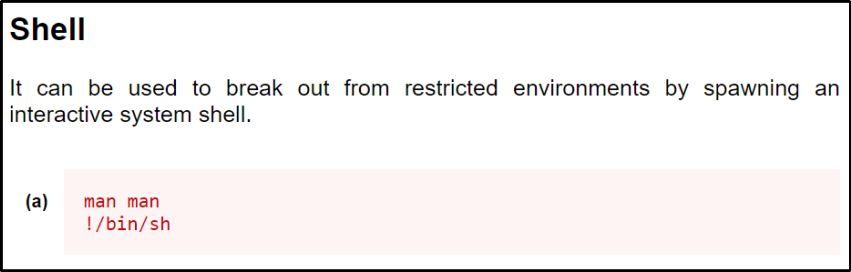 Shell
It can be used to break out from restricted environments by spawning an
interactive system shell.
(a) man man
!/bin/sh